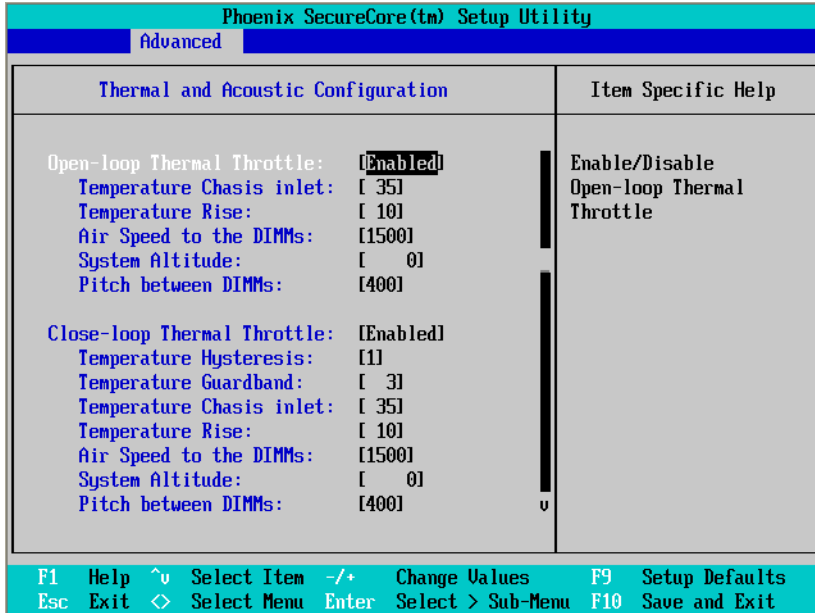 Phoenix SecureCore(tm) Setup Utility
Advanced
Thermal and Acoustic Configuration
Item Specific Help
Open-loop Thermal Throttle: [Enabled]
Temperature Chasis inlet: [ 35]
Temperature Rise: [ 10]
Air Speed to the DIMMs: [1500]
System Altitude: [ 0]
Pitch between DIMMs: [400]
Close-loop Thermal Throttle: [Enabled]
Temperature Hysteresis: [1]
Temperature Guardband: [ 3]
Temperature Chasis inlet: [ 35]
Temperature Rise: [ 10]
Air Speed to the DIMMs: [1500]
System Altitude: [ 0]
Pitch between DIMMs: [400] v
Enable/Disable
Open-loop Thermal
Throttle
F1 Help ^v Select Item -/+ Change Values F9 Setup Defaults
Esc Exit <> Select Menu Enter Select > Sub-Menu F10 Save and Exit